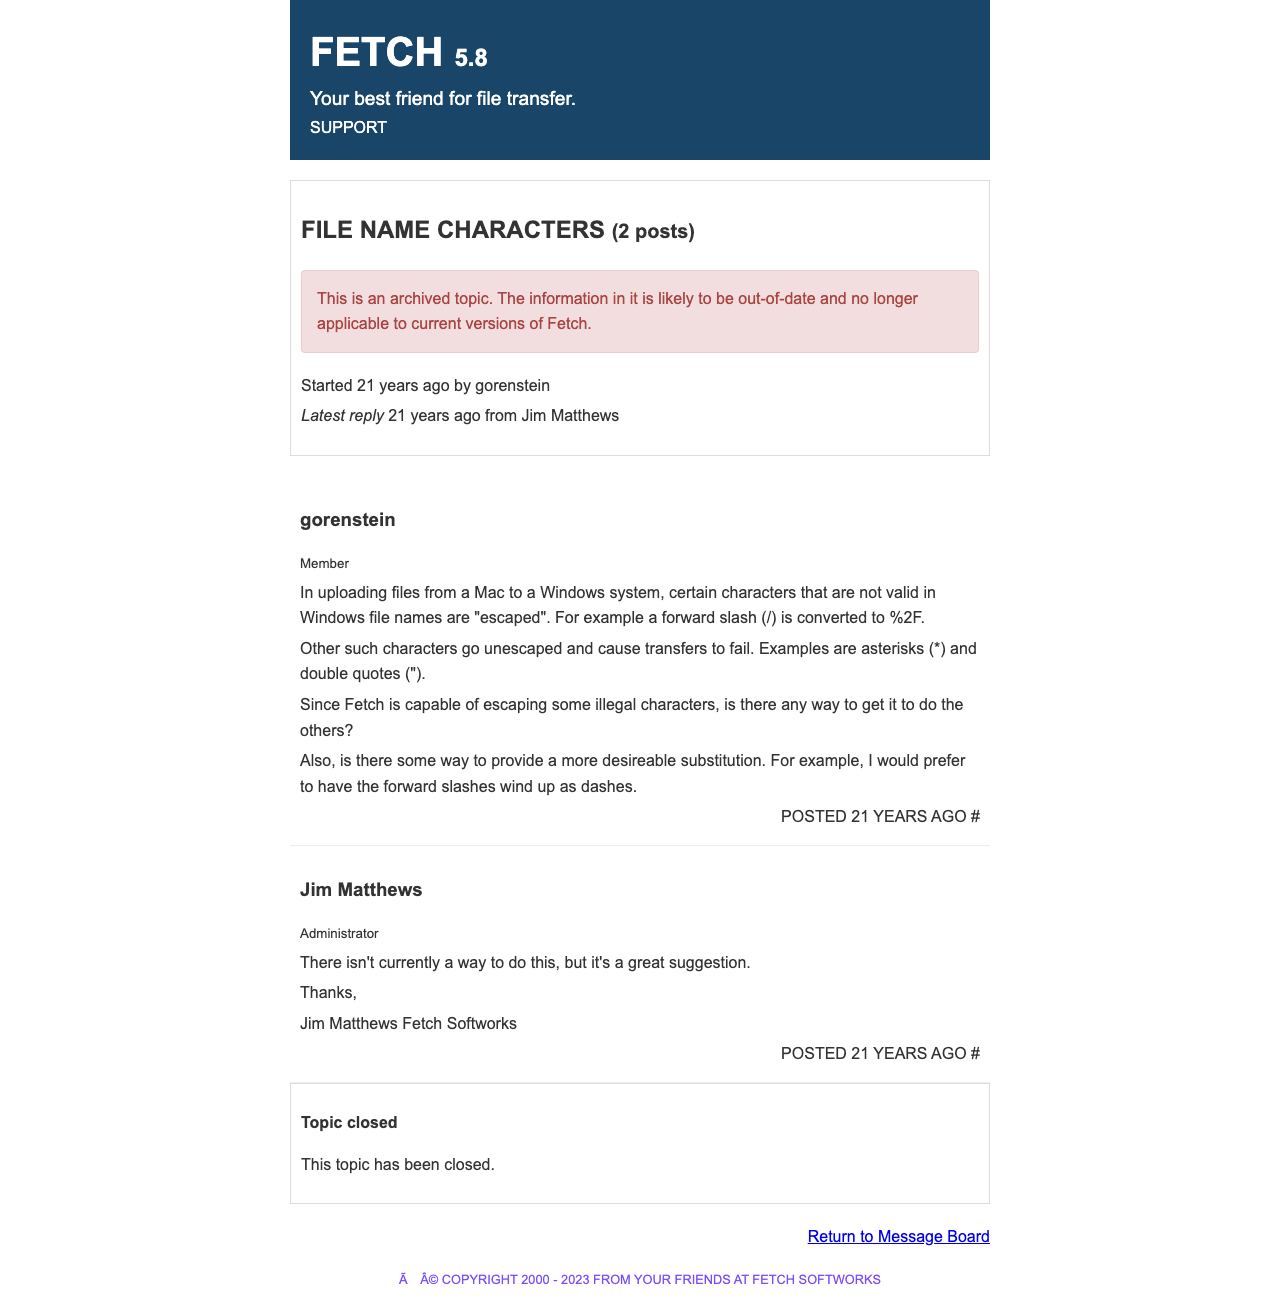 FETCH 5.8
Your best friend for file transfer.
SUPPORT
FILE NAME CHARACTERS (2 posts)
This is an archived topic. The information in it is likely to be out-of-date and no longer
applicable to current versions of Fetch.
Started 21 years ago by gorenstein
Latest reply 21 years ago from Jim Matthews
gorenstein
Member
In uploading files from a Mac to a Windows system, certain characters that are not valid in
Windows file names are "escaped". For example a forward slash (/) is converted to %2F.
Other such characters go unescaped and cause transfers to fail. Examples are asterisks (*) and
double quotes (").
Since Fetch is capable of escaping some illegal characters, is there any way to get it to do the
others?
Also, is there some way to provide a more desireable substitution. For example, I would prefer
to have the forward slashes wind up as dashes.
POSTED 21 YEARS AGO #
Jim Matthews
Administrator
There isn't currently a way to do this, but it's a great suggestion.
Thanks,
Jim Matthews Fetch Softworks
POSTED 21 YEARS AGO #
Topic closed
This topic has been closed.
Return to Message Board
Ã Â© COPYRIGHT 2000 - 2023 FROM YOUR FRIENDS AT FETCH SOFTWORKS